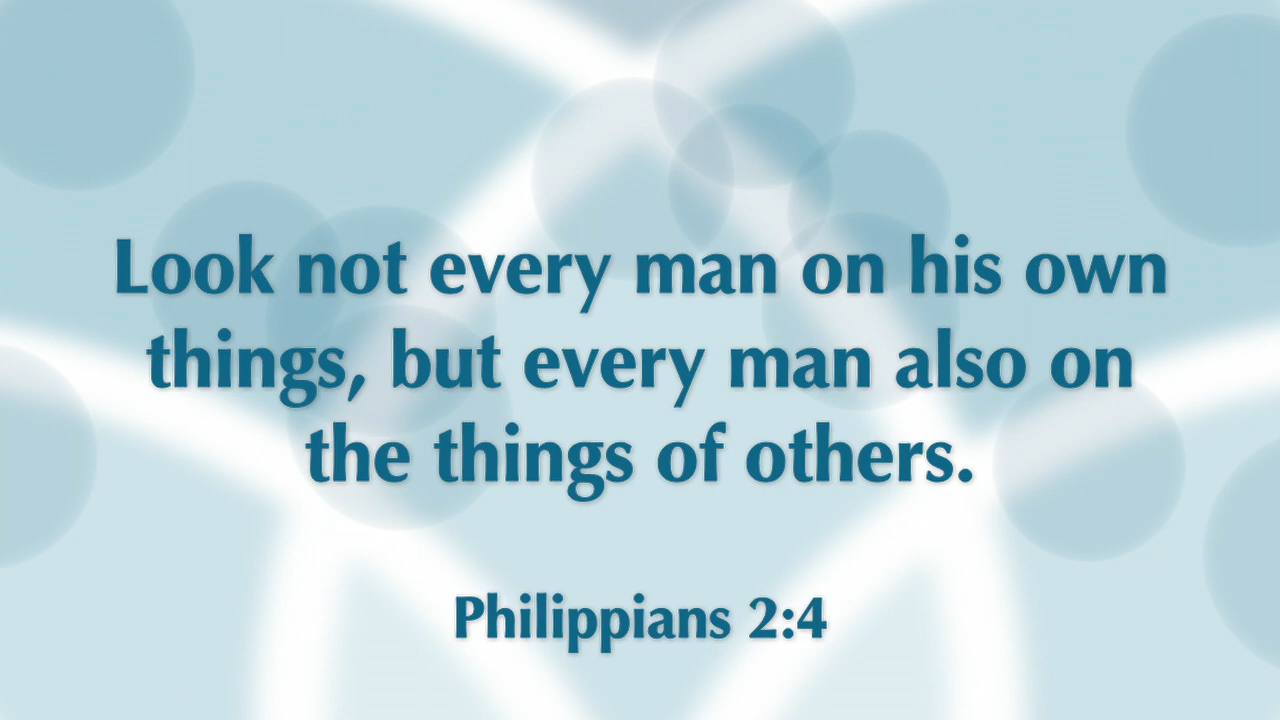 Look not every man on his own
things, but every man also on
the things of others.
Philippians 2:4